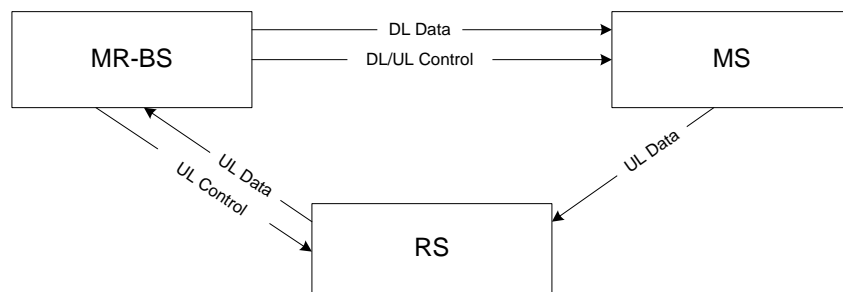 DL Data
MR-BS
DL/UL Control
MS
UL Data
UL Control
UL Data
RS